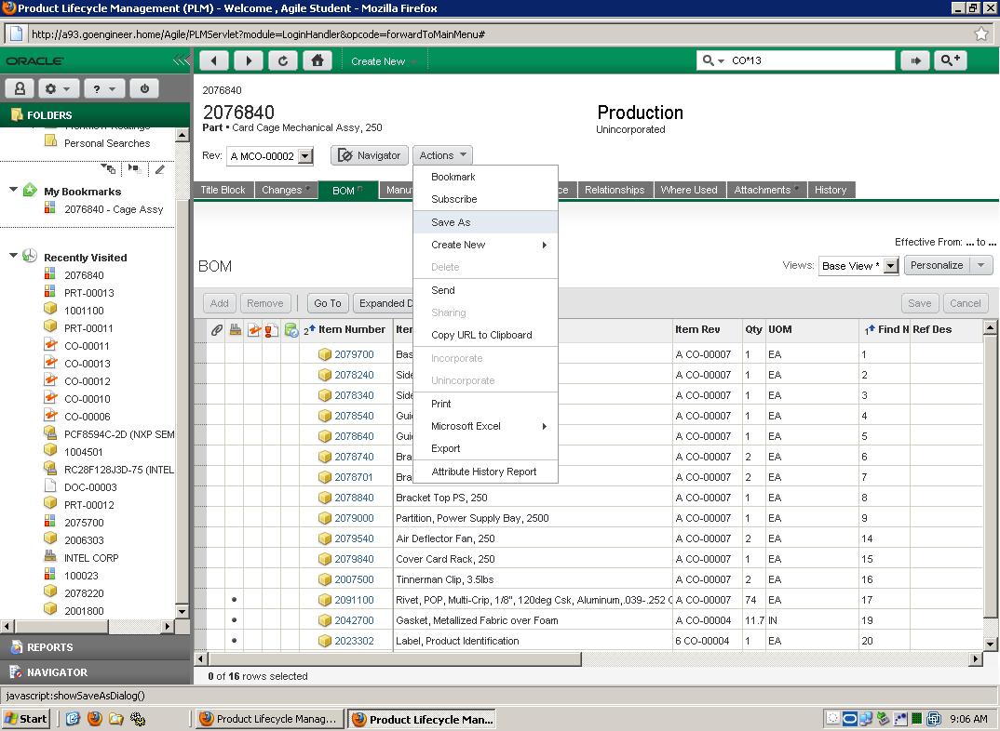 Product Lifecycle Management (PLM) - Welcome , Agile Student - Mozilla Firefox
http://a93.goengineer.home/Agile/PLMServlet?module=LoginHandler&opcode=forwardToMainMenu#
ORACLE
Create New
CO*13
?
FOLDERS
Personal Searches
My Bookmarks
2076840 - Cage Assy
Recently Visited
2076840
PRT-00013
1001100
PRT-00011
CO-00011
CO-00013
CO-00012
CO-00010
CO-00006
PCF8594C-2D (NXP SEM
1004501
RC28F128J3D-75 (INTEL
DOC-00003
PRT-00012
2075700
2006303
INTEL CORP
100023
2078220
2001800
REPORTS
NAVIGATOR
2076840
2076840
Part • Card Cage Mechanical Assy, 250
Production
Unincorporated
Rev: A MCO-00002
Navigator
Actions
Title Block
Changes *
BOM
Manu
ce
Relationships
Where Used
Attachments *
History
Bookmark
Subscribe
Save As
Create New
Delete
Send
Sharing
Copy URL to Clipboard
Incorporate
Unincorporate
Print
Microsoft Excel
Export
Attribute History Report
Effective From: ... to ...
BOM
Views: Base View *
Personalize
Add
Remove
Go To
Expanded D
Save
Cancel
2 Item Number Iter Item Rev Qty UOM 1 Find N Ref Des
2079700 Bas A CO-00007 1 EA 1
2078240 Side A CO-00007 1 EA 2
2078340 Side A CO-00007 1 EA 3
2078540 Guid A CO-00007 1 EA 4
2078640 Guid A CO-00007 1 EA 5
2078740 Bra A CO-00007 2 EA 6
2078701 Bra A CO-00007 2 EA 7
2078840 Bracket Top PS, 250 A CO-00007 1 EA 8
2079000 Partition, Power Supply Bay, 2500 A CO-00007 1 EA 9
2079540 Air Deflector Fan, 250 A CO-00007 2 EA 14
2079840 Cover Card Rack, 250 A CO-00007 1 EA 15
2007500 Tinnerman Clip, 3.5lbs A CO-00007 2 EA 16
2091100 Rivet, POP, Multi-Crip, 1/8", 120deg Csk, Aluminum,.039-.252 A CO-00007 74 EA 17
2042700 Gasket, Metallized Fabric over Foam A CO-00004 11.7 IN 19
2023302 Label, Product Identification 6 CO-00004 1 EA 20
0 of 16 rows selected
javascript:showSaveAsDialog()
Start
Product Lifecycle Manag...
Product Lifecycle Man...
9:06 AM